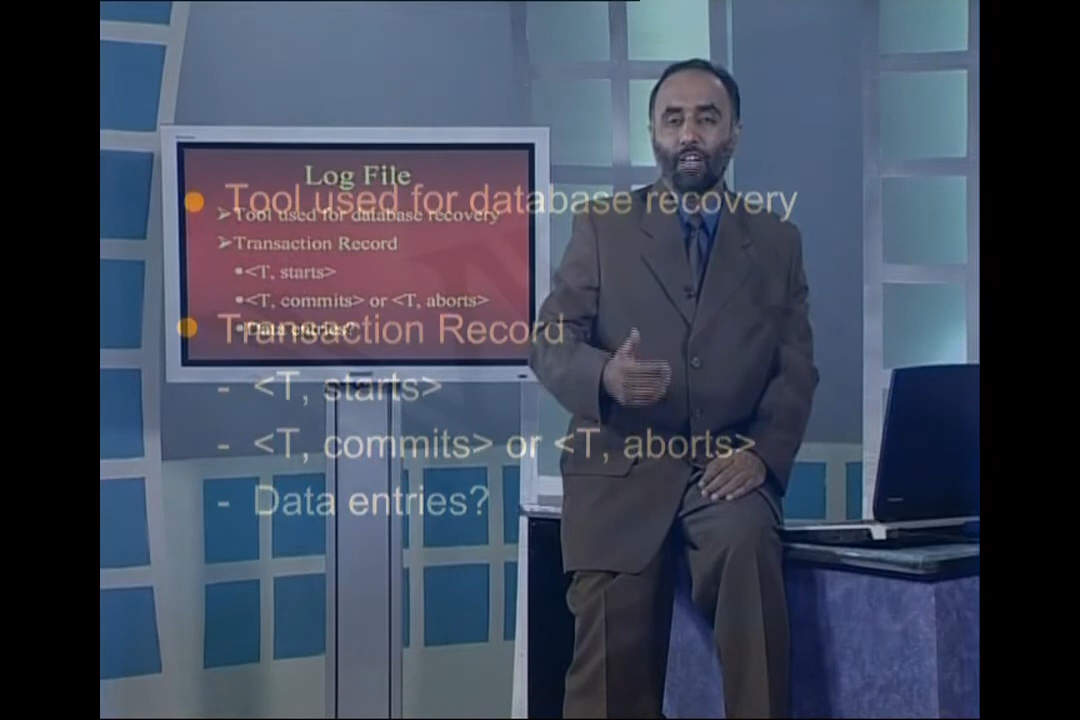 Log File
➢Tool used for database recovery
➢Transaction Record
•<T, starts>
•<T, commits> or <T, aborts>
•Data entries?
● Tool used for database recovery
● Transaction Record
- <T, starts>
- <T, commits> or <T, aborts>
- Data entries?